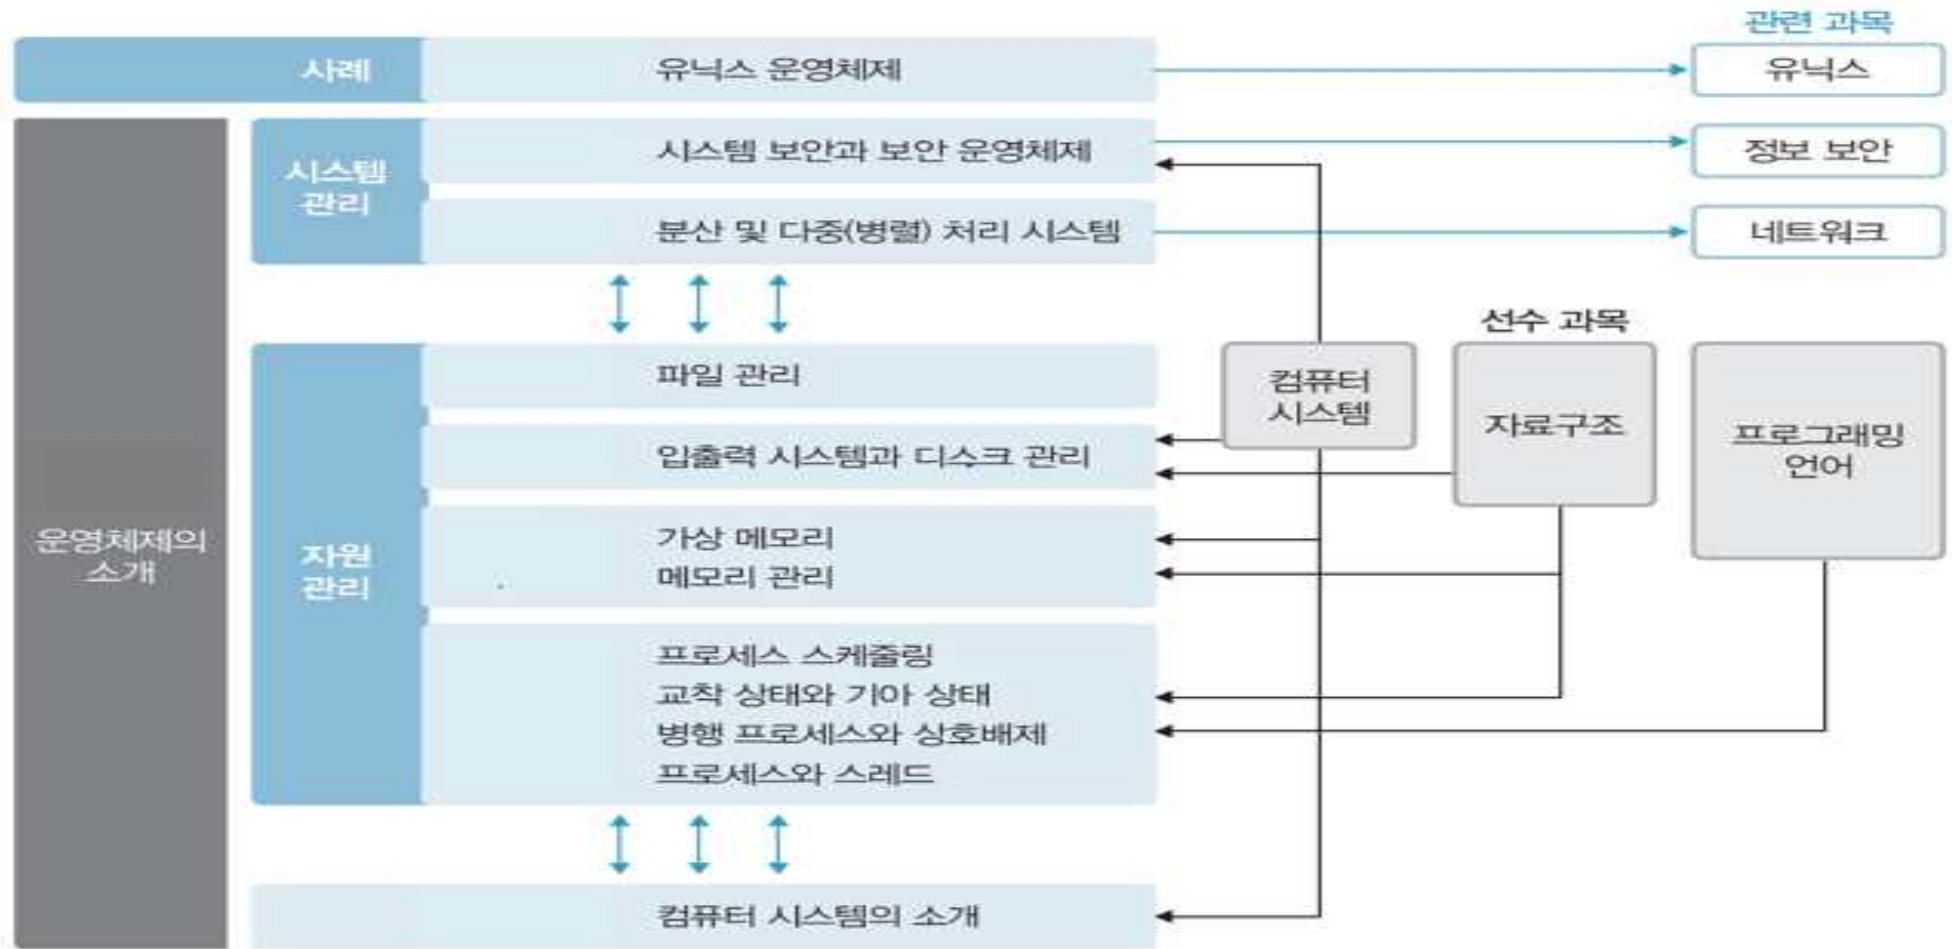 관련 과목
사례
유닉스 운영체제
유닉스
시스템
관리
시스템 보안과 보안 운영체제
정보 보안
분산 및 다중(병렬) 처리 시스템
네트워크
선수 과목
컴퓨터
시스템
자료구조
프로그래밍
언어
운영체제의
소개
자원
관리
파일 관리
입출력 시스템과 디스크 관리
가상 메모리
메모리 관리
프로세스 스케줄링
교착 상태와 기아 상태
병행 프로세스와 상호배제
프로세스와 스레드
컴퓨터 시스템의 소개